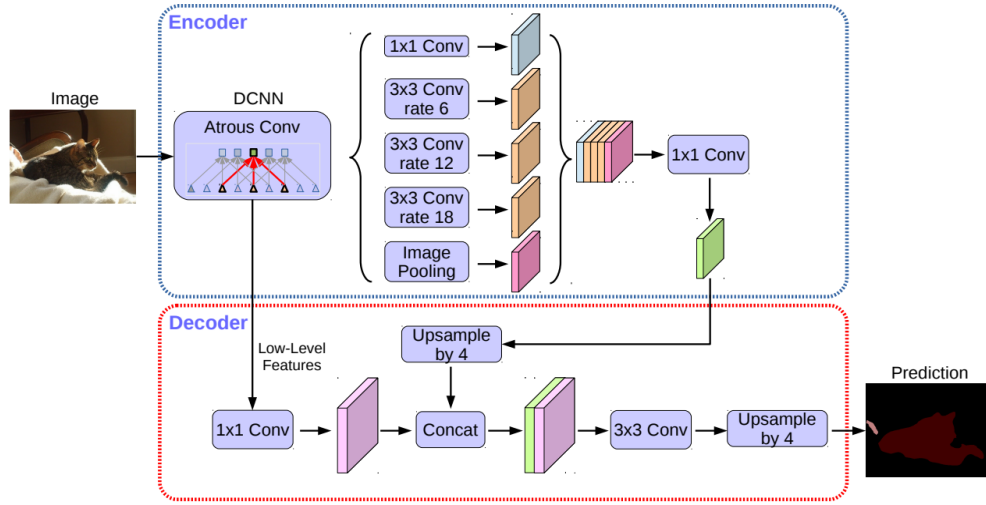 Encoder
Image
DCNN
Atrous Conv
1x1 Conv
3x3 Conv
rate 6
3x3 Conv
rate 12
3x3 Conv
rate 18
Image
Pooling
1x1 Conv
Decoder
Low-Level
Features
Upsample
by 4
1x1 Conv
Concat
3x3 Conv
Upsample
by 4
Prediction